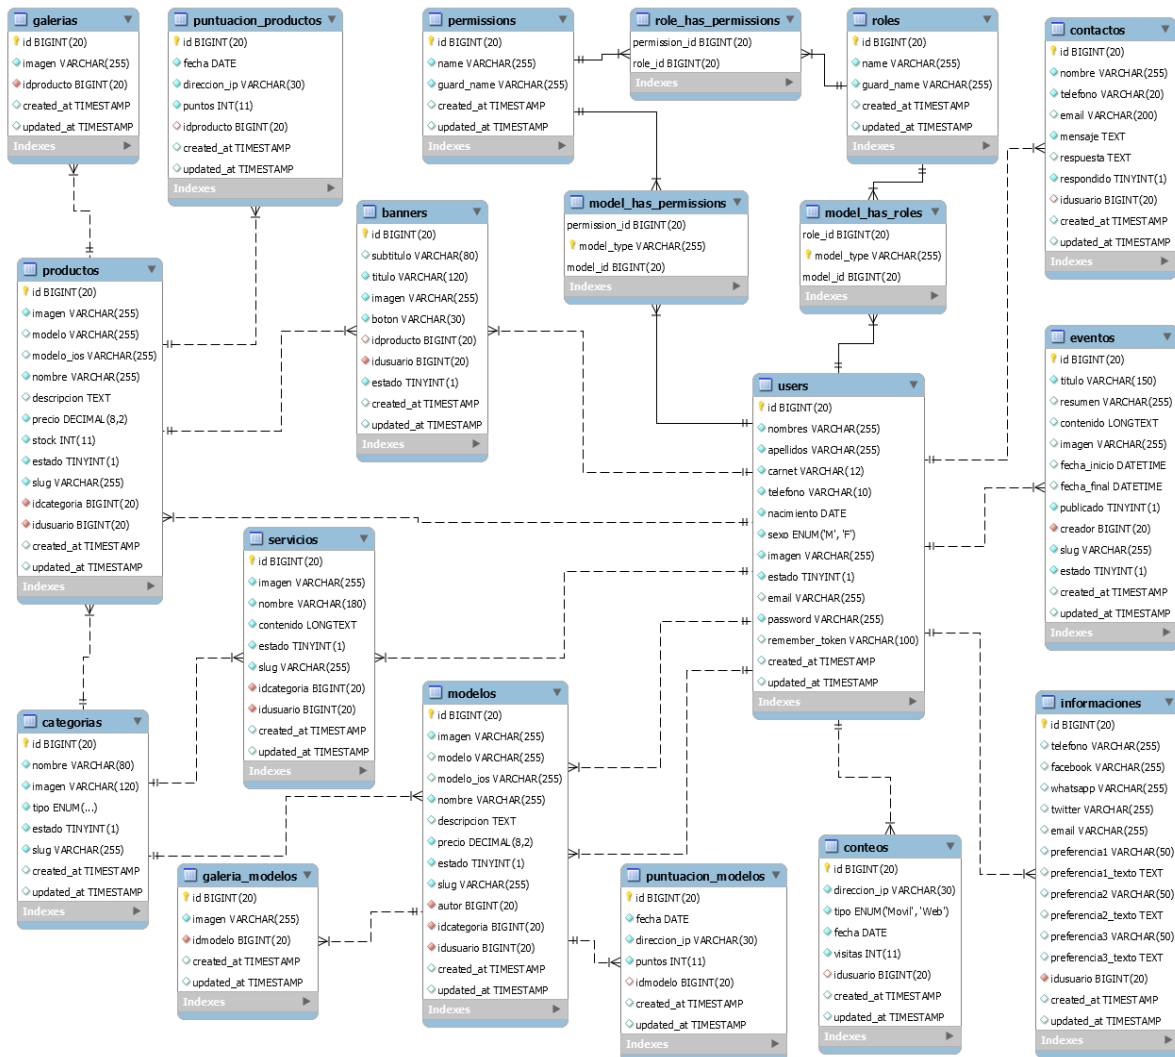 galerias
id BIGINT(20)
imagen VARCHAR(255)
idproducto BIGINT(20)
created_at TIMESTAMP
updated_at TIMESTAMP
Indexes
puntuacion_productos
id BIGINT(20)
fecha DATE
direccion_ip VARCHAR(30)
puntos INT(11)
idproducto BIGINT(20)
created_at TIMESTAMP
updated_at TIMESTAMP
Indexes
permissions
id BIGINT(20)
name VARCHAR(255)
guard_name VARCHAR(255)
created_at TIMESTAMP
updated_at TIMESTAMP
Indexes
role_has_permissions
permission_id BIGINT(20)
role_id BIGINT(20)
Indexes
roles
id BIGINT(20)
name VARCHAR(255)
guard_name VARCHAR(255)
created_at TIMESTAMP
updated_at TIMESTAMP
Indexes
contactos
id BIGINT(20)
nombre VARCHAR(255)
telefono VARCHAR(20)
email VARCHAR(200)
mensaje TEXT
respuesta TEXT
respondido TINYINT(1)
idusuario BIGINT(20)
created_at TIMESTAMP
updated_at TIMESTAMP
Indexes
banners
id BIGINT(20)
subtitulo VARCHAR(80)
titulo VARCHAR(120)
imagen VARCHAR(255)
boton VARCHAR(30)
idproducto BIGINT(20)
idusuario BIGINT(20)
estado TINYINT(1)
created_at TIMESTAMP
updated_at TIMESTAMP
Indexes
model_has_permissions
permission_id BIGINT(20)
model_type VARCHAR(255)
model_id BIGINT(20)
Indexes
model_has_roles
role_id BIGINT(20)
model_type VARCHAR(255)
model_id BIGINT(20)
Indexes
productos
id BIGINT(20)
imagen VARCHAR(255)
modelo VARCHAR(255)
modelo_ios VARCHAR(255)
nombre VARCHAR(255)
descripcion TEXT
precio DECIMAL(8,2)
stock INT(11)
estado TINYINT(1)
slug VARCHAR(255)
idcategoria BIGINT(20)
idusuario BIGINT(20)
created_at TIMESTAMP
updated_at TIMESTAMP
Indexes
eventos
id BIGINT(20)
titulo VARCHAR(150)
resumen VARCHAR(255)
contenido LONGTEXT
imagen VARCHAR(255)
fecha_inicio DATETIME
fecha_final DATETIME
publicado TINYINT(1)
creador BIGINT(20)
slug VARCHAR(255)
estado TINYINT(1)
created_at TIMESTAMP
updated_at TIMESTAMP
Indexes
users
id BIGINT(20)
nombres VARCHAR(255)
apellidos VARCHAR(255)
carnet VARCHAR(12)
telefono VARCHAR(10)
nacimiento DATE
sexo ENUM('M', 'F')
imagen VARCHAR(255)
estado TINYINT(1)
email VARCHAR(255)
password VARCHAR(255)
remember_token VARCHAR(100)
created_at TIMESTAMP
updated_at TIMESTAMP
Indexes
servicios
id BIGINT(20)
imagen VARCHAR(255)
nombre VARCHAR(180)
contenido LONGTEXT
estado TINYINT(1)
slug VARCHAR(255)
idcategoria BIGINT(20)
idusuario BIGINT(20)
created_at TIMESTAMP
updated_at TIMESTAMP
Indexes
categorias
id BIGINT(20)
nombre VARCHAR(80)
imagen VARCHAR(120)
tipo ENUM(...)
estado TINYINT(1)
slug VARCHAR(255)
created_at TIMESTAMP
updated_at TIMESTAMP
Indexes
modelos
id BIGINT(20)
imagen VARCHAR(255)
modelo VARCHAR(255)
modelo_ios VARCHAR(255)
nombre VARCHAR(255)
descripcion TEXT
precio DECIMAL(8,2)
estado TINYINT(1)
slug VARCHAR(255)
autor BIGINT(20)
idcategoria BIGINT(20)
idusuario BIGINT(20)
created_at TIMESTAMP
updated_at TIMESTAMP
Indexes
informaciones
id BIGINT(20)
telefono VARCHAR(255)
facebook VARCHAR(255)
whatsapp VARCHAR(255)
twitter VARCHAR(255)
email VARCHAR(255)
preferencia1 VARCHAR(50)
preferencia1_texto TEXT
preferencia2 VARCHAR(50)
preferencia2_texto TEXT
preferencia3 VARCHAR(50)
preferencia3_texto TEXT
idusuario BIGINT(20)
created_at TIMESTAMP
updated_at TIMESTAMP
Indexes
galeria_modelos
id BIGINT(20)
imagen VARCHAR(255)
idmodelo BIGINT(20)
created_at TIMESTAMP
updated_at TIMESTAMP
Indexes
puntuacion_modelos
id BIGINT(20)
fecha DATE
direccion_ip VARCHAR(30)
puntos INT(11)
idmodelo BIGINT(20)
created_at TIMESTAMP
updated_at TIMESTAMP
Indexes
conteos
id BIGINT(20)
direccion_ip VARCHAR(30)
tipo ENUM('Movil', 'Web')
fecha DATE
visitas INT(11)
idusuario BIGINT(20)
created_at TIMESTAMP
updated_at TIMESTAMP
Indexes